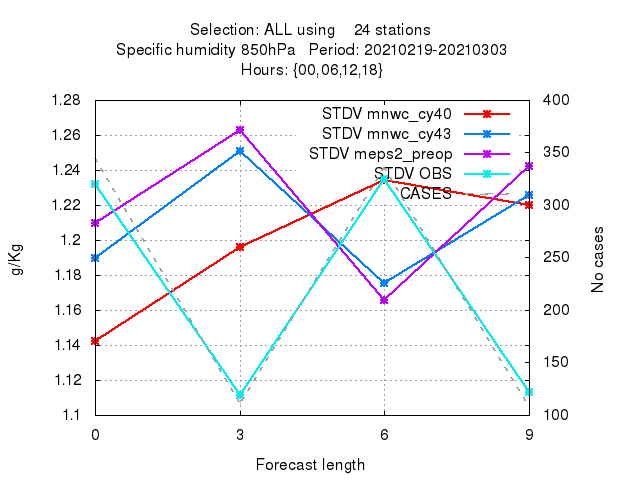 Selection: ALL using    24 stations
Specific humidity 850hPa   Period: 20210219-20210303
Hours: {00,06,12,18}
STDV mnwc_cy40
STDV mnwc_cy43
STDV meps2_preop
STDV OBS
CASES
g/Kg
1.28
1.26
1.24
1.22
1.2
1.18
1.16
1.14
1.12
1.1
400
350
300
250
200
150
100
No cases
0 3 6 9
Forecast length